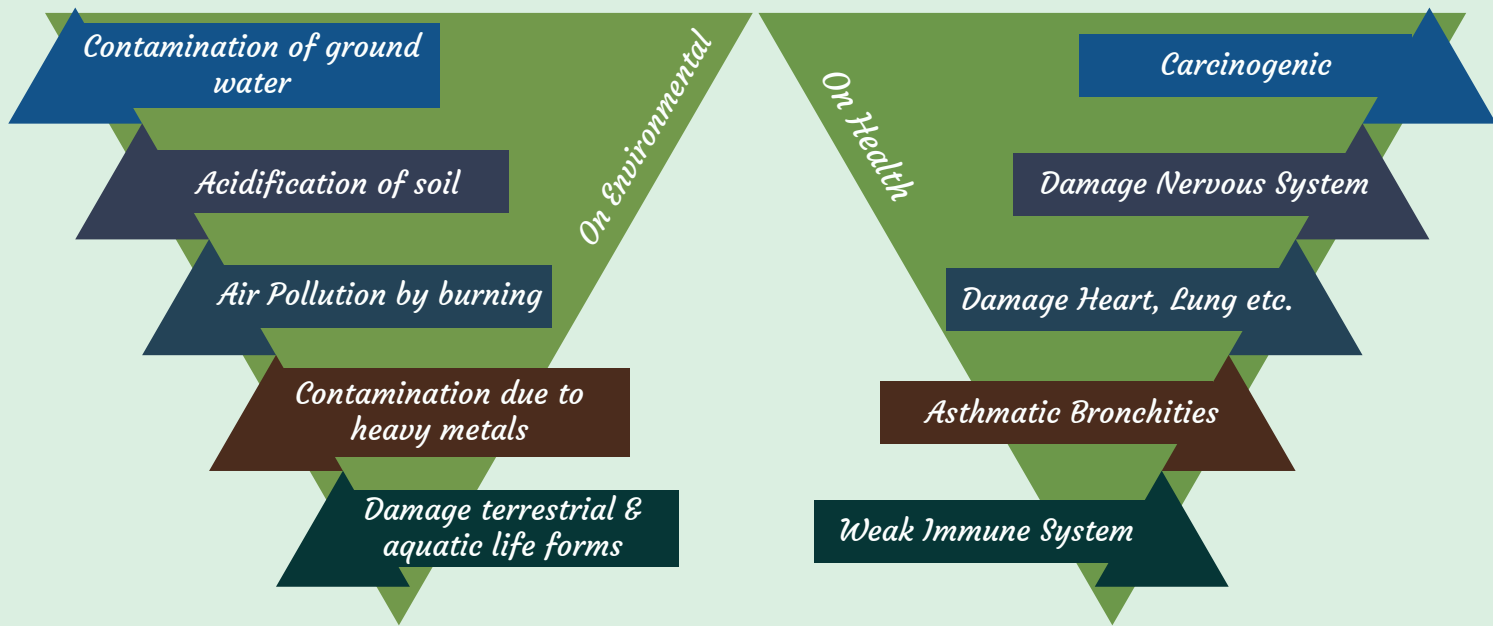 On Environmental
Contamination of ground
water
Acidification of soil
Air Pollution by burning
Contamination due to
heavy metals
Damage terrestrial &
aquatic life forms
On Health
Carcinogenic
Damage Nervous System
Damage Heart, Lung etc.
Asthmatic Bronchities
Weak Immune System